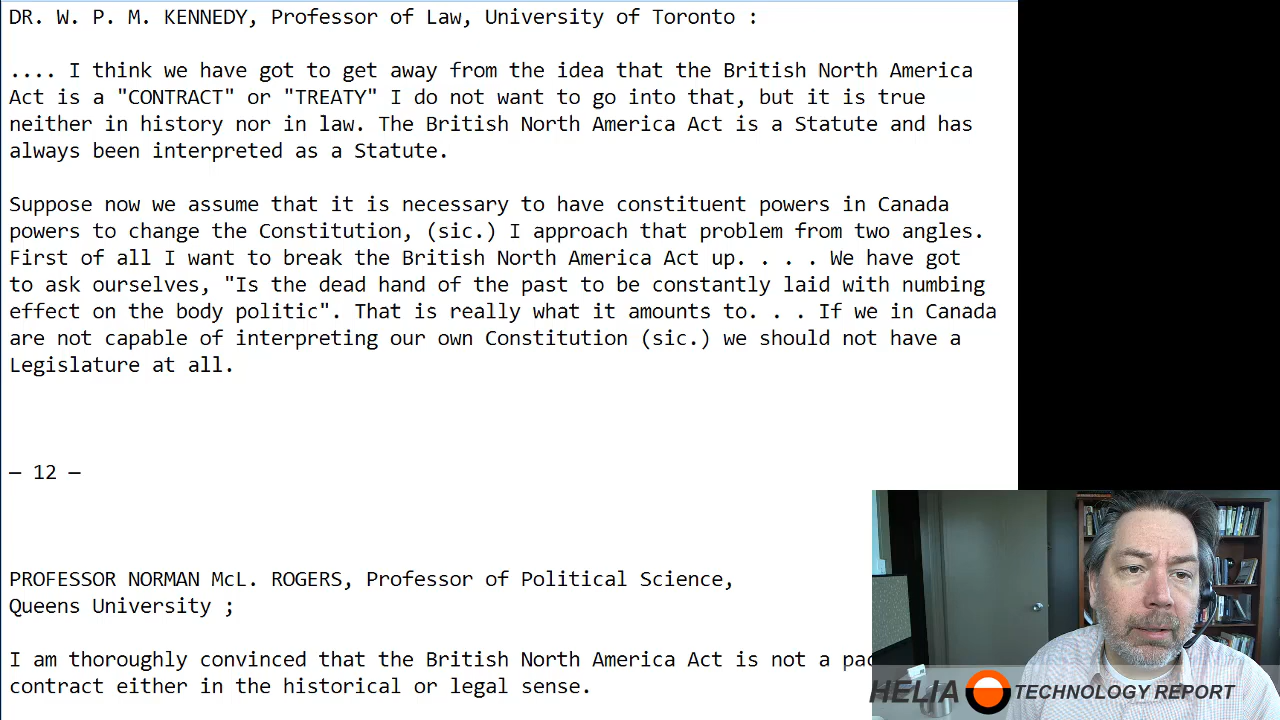 DR. W. P. M. KENNEDY, Professor of Law, University of Toronto :
.... I think we have got to get away from the idea that the British North America
Act is a "CONTRACT" or "TREATY" I do not want to go into that, but it is true
neither in history nor in law. The British North America Act is a Statute and has
always been interpreted as a Statute.
Suppose now we assume that it is necessary to have constituent powers in Canada
powers to change the Constitution, (sic.) I approach that problem from two angles.
First of all I want to break the British North America Act up. . . . We have got
to ask ourselves, "Is the dead hand of the past to be constantly laid with numbing
effect on the body politic". That is really what it amounts to. . . If we in Canada
are not capable of interpreting our own Constitution (sic.) we should not have a
Legislature at all.
— 12 —
PROFESSOR NORMAN McL. ROGERS, Professor of Political Science,
Queens University ;
I am thoroughly convinced that the British North America Act is not a
contract either in the historical or legal sense.
HELIA TECHNOLOGY REPORT